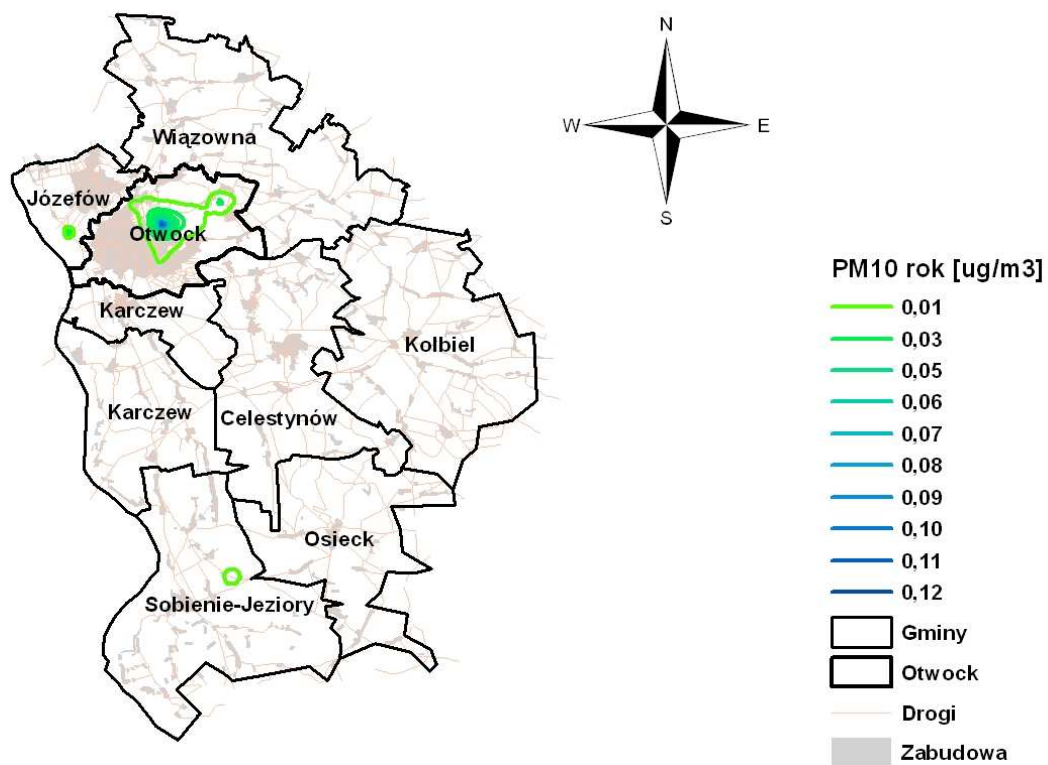 N
W
E
S
Wiązowna
Józefów
Otwock
Karczew
Kołbiel
Karczew
Celestynów
Osieck
Sobienie-Jeziory
PM10 rok [ug/m3]
0,01
0,03
0,05
0,06
0,07
0,08
0,09
0,10
0,11
0,12
Gminy
Otwock
Drogi
Zabudowa